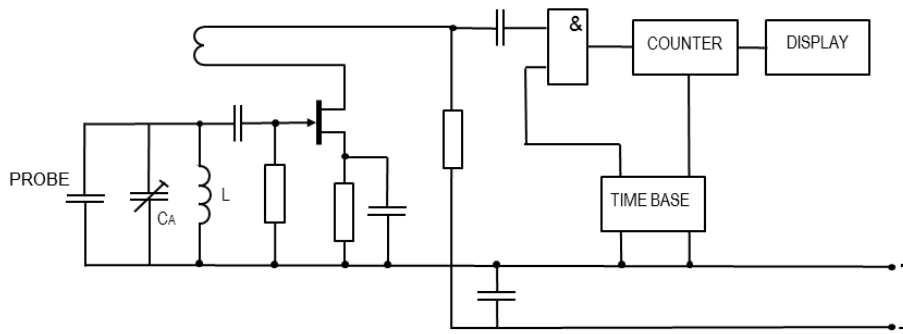 &
COUNTER
DISPLAY
PROBE
CA
L
TIME BASE
-